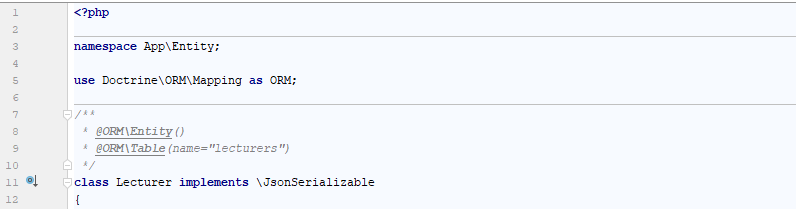 1 <?php
2
3 namespace App\Entity;
4
5 use Doctrine\ORM\Mapping as ORM;
6
7 /**
8  * @ORM\Entity()
9  * @ORM\Table(name="lecturers")
10  */
11 class Lecturer implements \JsonSerializable
12 {